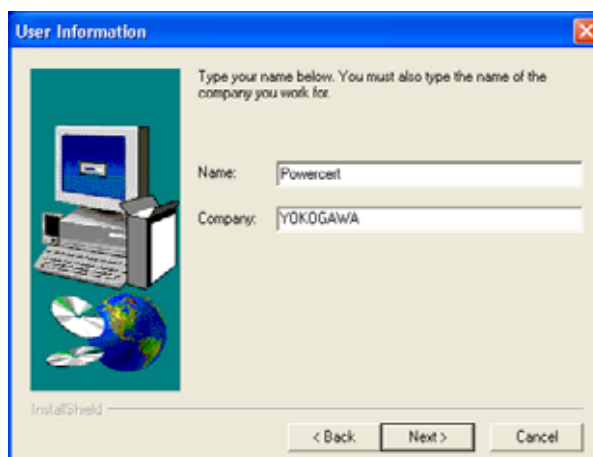 User Information
Type your name below. You must also type the name of the
company you work for.
Name: Powercert
Company: YOKOGAWA
InstallShield
< Back Next > Cancel